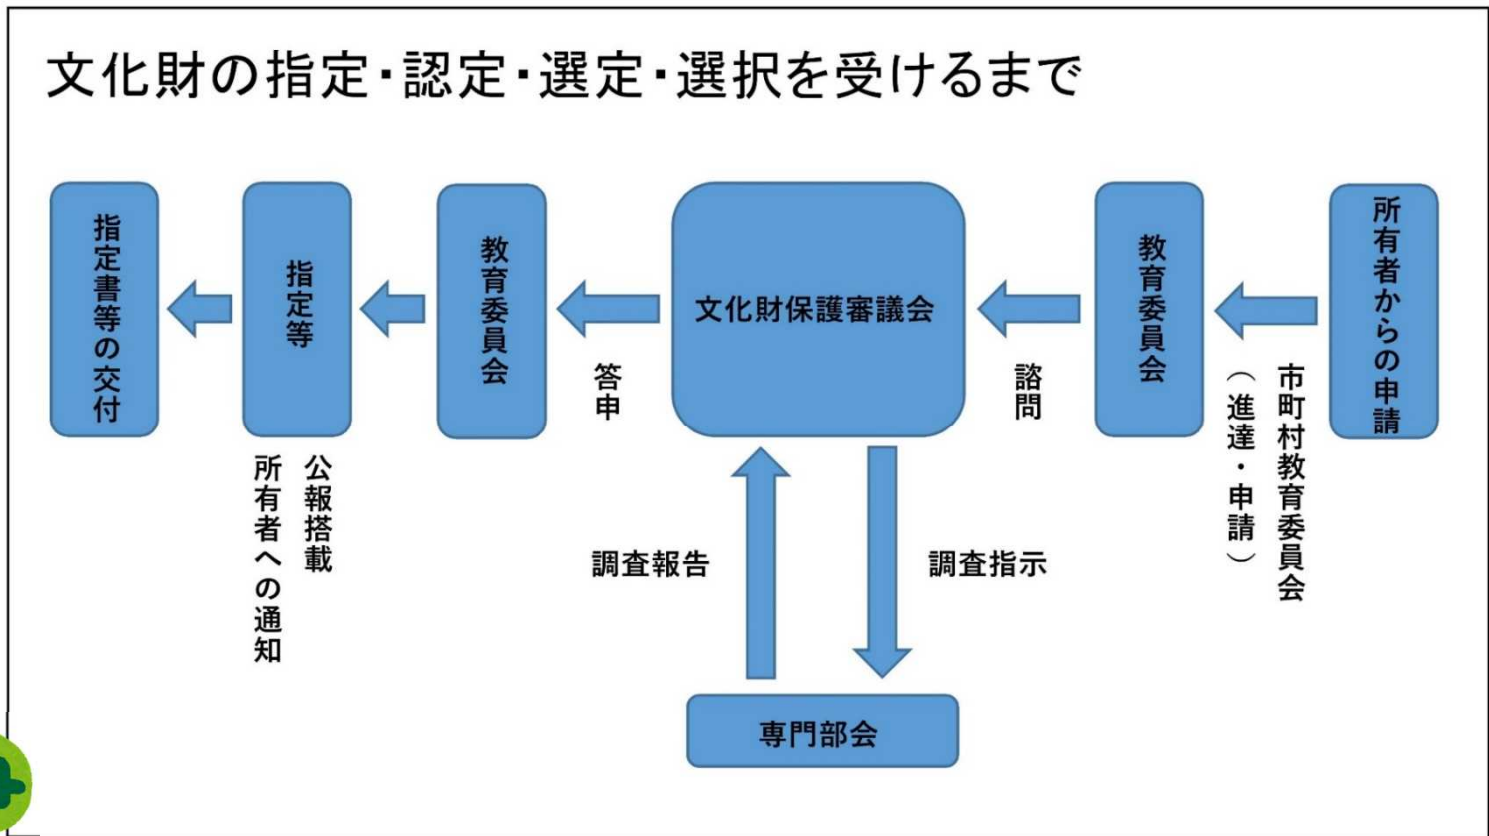 文化財の指定・認定・選定・選択を受けるまで
所有者からの申請
市町村教育委員会
（進達・申請）
教育委員会
諮問
文化財保護審議会
調査指示
専門部会
調査報告
答申
教育委員会
指定等
公報搭載
所有者への通知
指定書等の交付